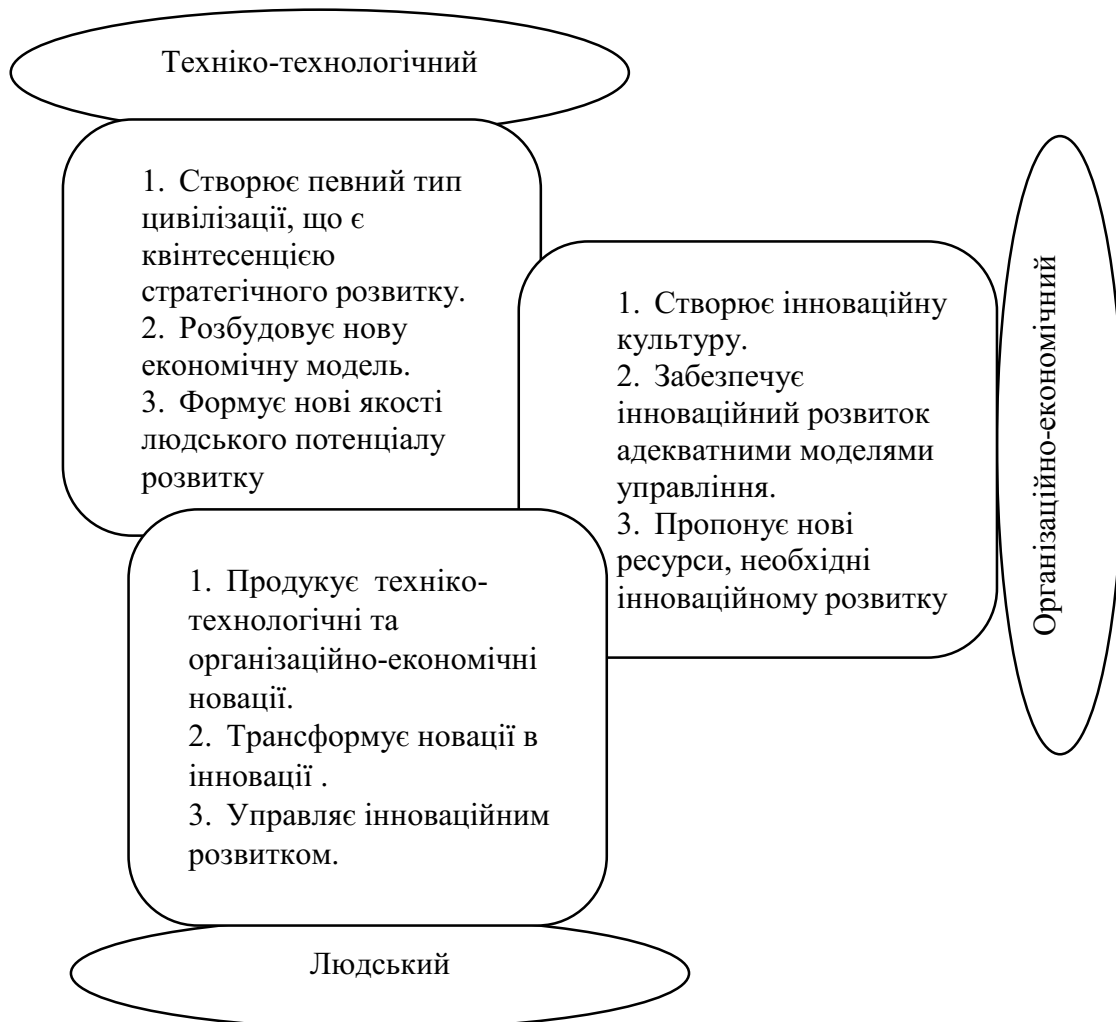 Техніко-технологічний
1. Створює певний тип
цивілізації, що є
квінтесенцією
стратегічного розвитку.
2. Розбудовує нову
економічну модель.
3. Формує нові якості
людського потенціалу
розвитку
1. Створює інноваційну
культуру.
2. Забезпечує
інноваційний розвиток
адекватними моделями
управління.
3. Пропонує нові
ресурси, необхідні
інноваційному розвитку
Організаційно-економічний
1. Продукує техніко-
технологічні та
організаційно-економічні
новації.
2. Трансформує новації в
інновації .
3. Управляє інноваційним
розвитком.
Людський